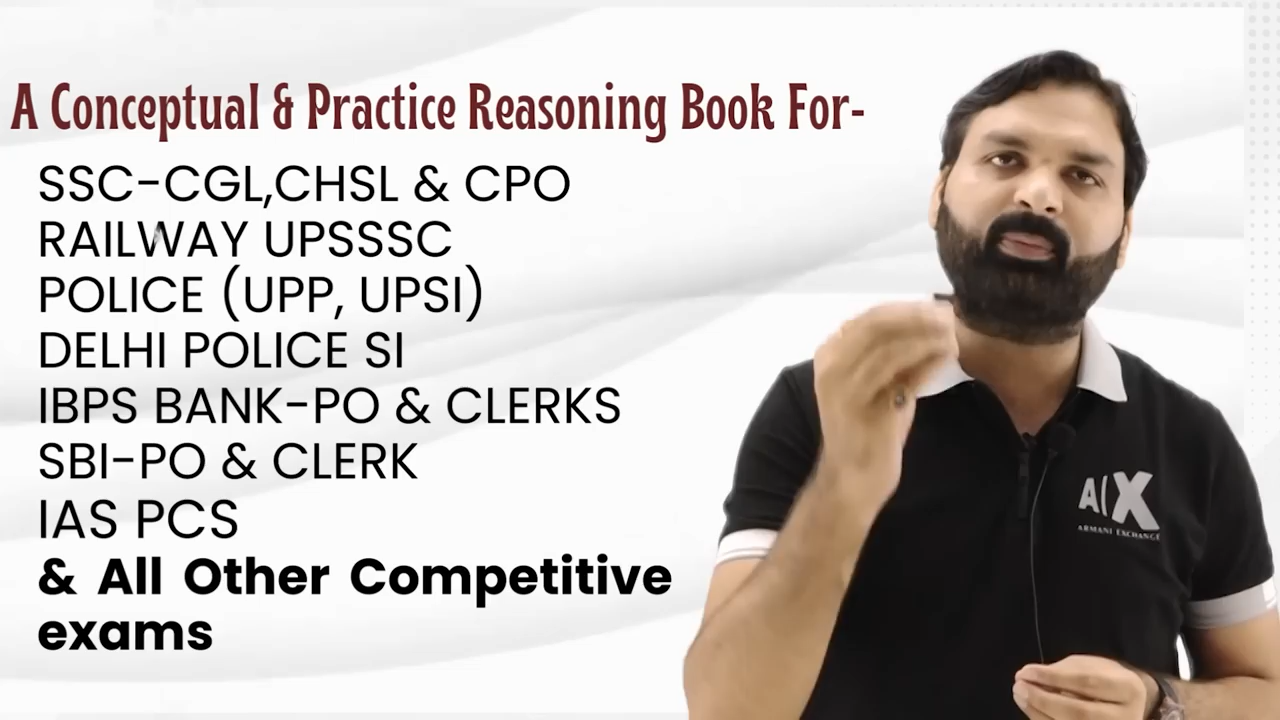 A Conceptual & Practice Reasoning Book For-
SSC-CGL,CHSL & CPO
RAILWAY UPSSSC
POLICE (UPP, UPSI)
DELHI POLICE SI
IBPS BANK-PO & CLERKS
SBI-PO & CLERK
IAS PCS
& All Other Competitive
exams
A|X
ARMANI EXCHANGE